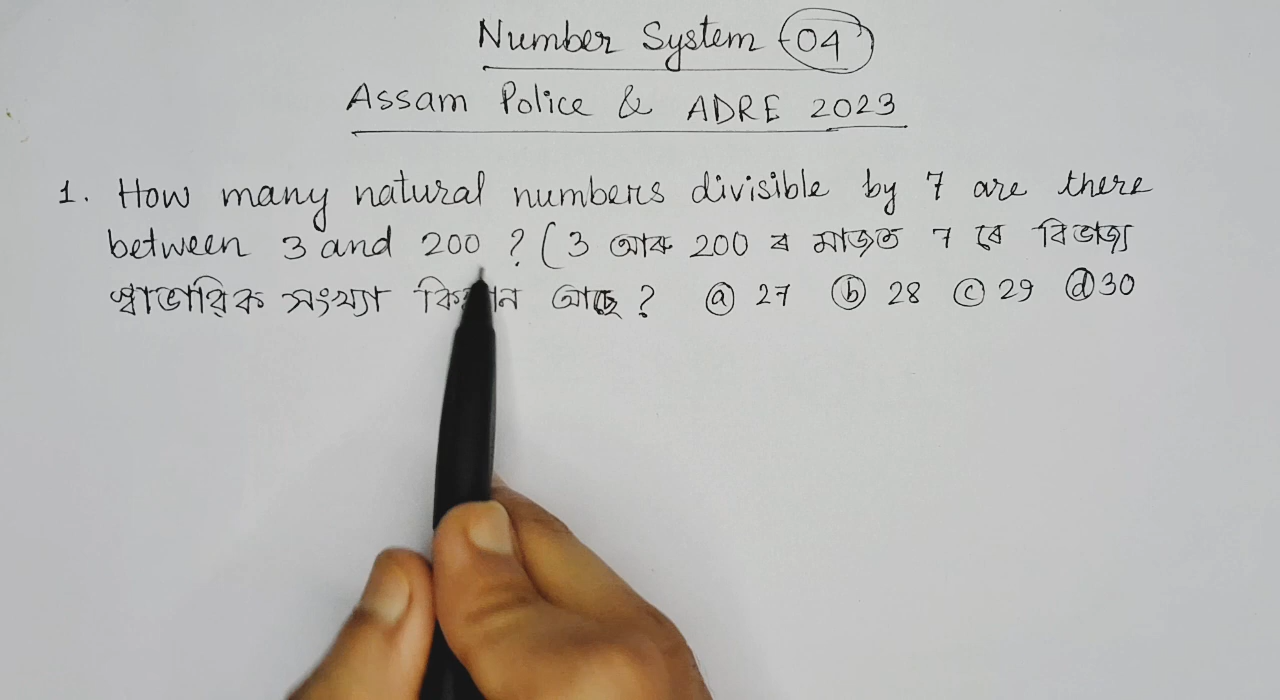 Number System - 04
Assam Police & ADRE 2023
1. How many natural numbers divisible by 7 are there
between 3 and 200 ? ( 3 আৰু 200 ৰ মাজত 7 ৰে বিভাজ্য
স্বাভাৱিক সংখ্যা আছে ? ⓐ 27 ⓑ 28 ⓒ 29 ⓓ 30